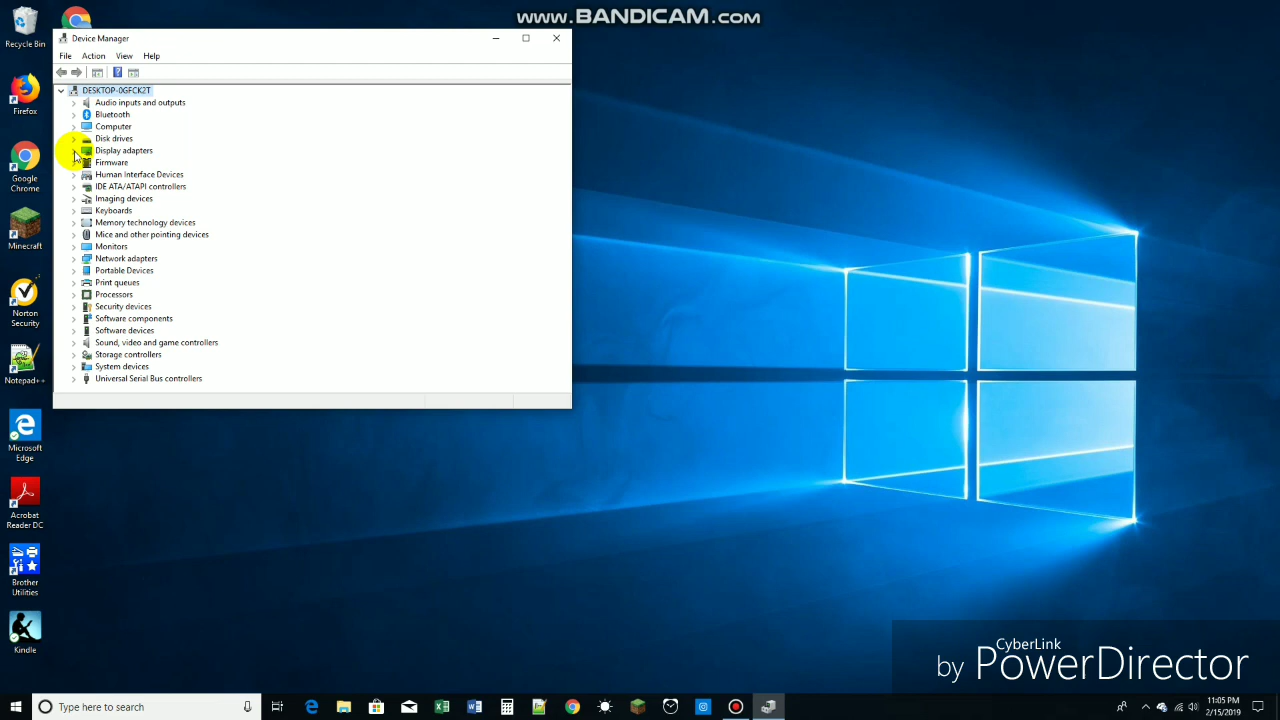 www.BANDICAM.com
Recycle Bin
Firefox
Google
Chrome
Minecraft
Norton
Security
Notepad++
Microsoft
Edge
Acrobat
Reader DC
Brother
Utilities
Kindle
Device Manager
File Action View Help
DESKTOP-0GFCK2T
Audio inputs and outputs
Bluetooth
Computer
Disk drives
Display adapters
Firmware
Human Interface Devices
IDE ATA/ATAPI controllers
Imaging devices
Keyboards
Memory technology devices
Mice and other pointing devices
Monitors
Network adapters
Portable Devices
Print queues
Processors
Security devices
Software components
Software devices
Sound, video and game controllers
Storage controllers
System devices
Universal Serial Bus controllers
CyberLink
by PowerDirector
Type here to search
11:05 PM
2/15/2019